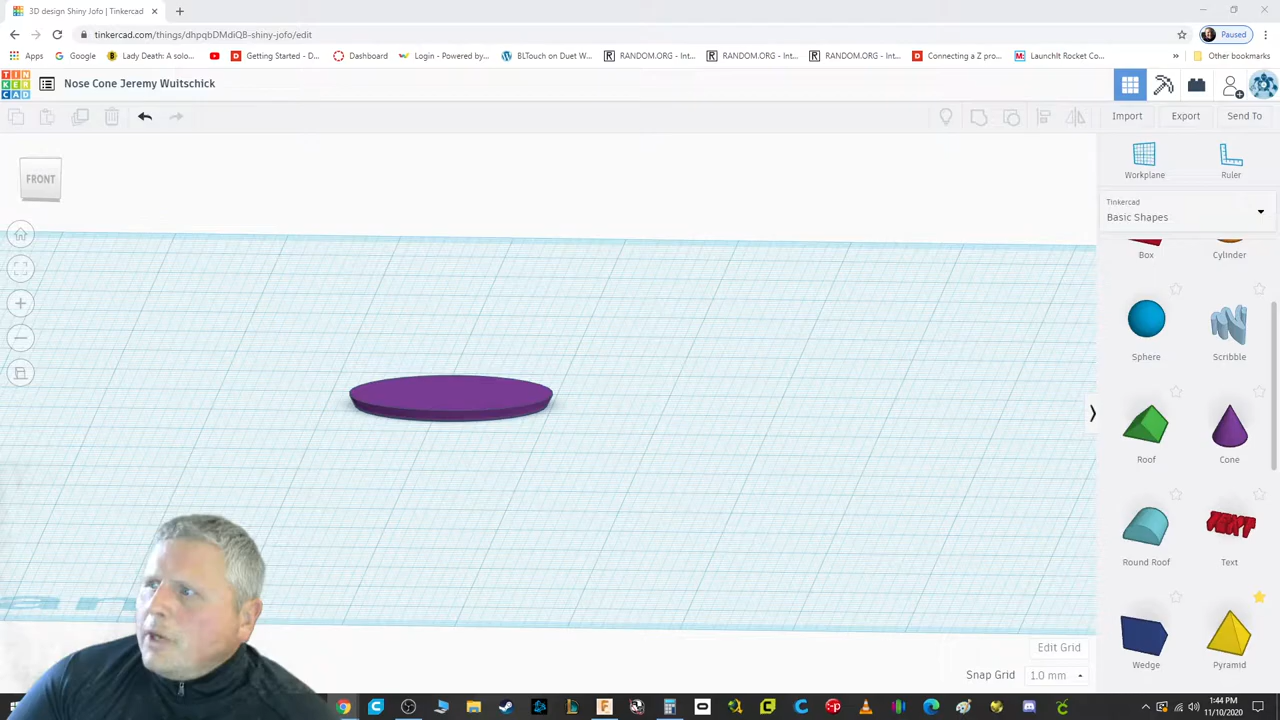 3D design Shiny Jofo | Tinkercad
tinkercad.com/things/dhpqbDMdiQB-shiny-jofo/edit
Paused
Apps
Google
Lady Death: A solo...
Getting Started - D...
Dashboard
Login - Powered by...
BLTouch on Duet W...
RANDOM.ORG - Int...
RANDOM.ORG - Int...
RANDOM.ORG - Int...
Connecting a Z pro...
LaunchIt Rocket Co...
»
Other bookmarks
TIN
KER
CAD
Nose Cone Jeremy Wuitschick
Import
Export
Send To
FRONT
Workplane
Ruler
Tinkercad
Basic Shapes
Box
Cylinder
Sphere
Scribble
Roof
Cone
TEXT
Round Roof
Text
Wedge
Pyramid
Edit Grid
Snap Grid
1.0 mm
1:44 PM
11/10/2020